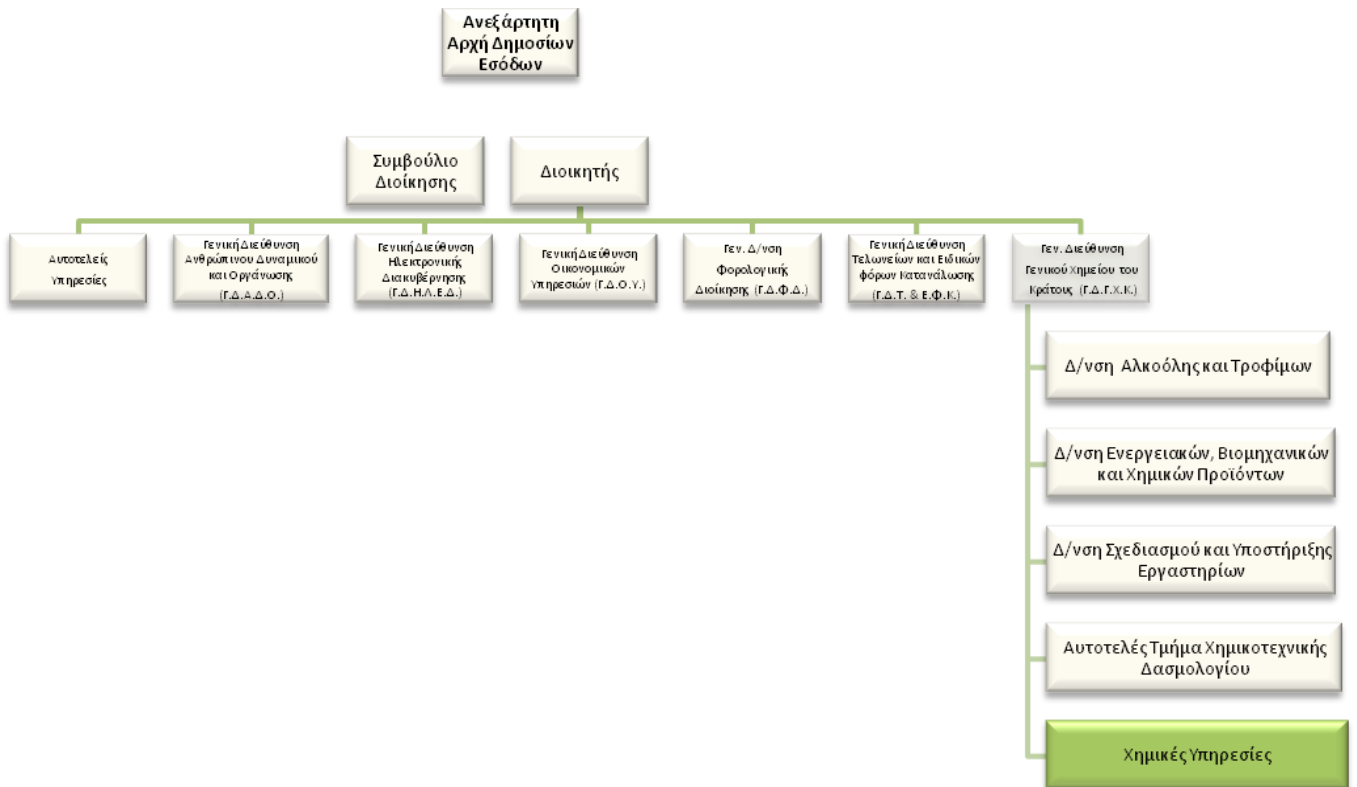 Ανεξάρτητη
Αρχή Δημοσίων
Εσόδων
Συμβούλιο
Διοίκησης
Διοικητής
Αυτοτελείς
Υπηρεσίες
Γενική Διεύθυνση
Ανθρώπινου Δυναμικού
και Οργάνωσης
(Γ.Δ.Α.Δ.Ο.)
Γενική Διεύθυνση
Ηλεκτρονικής
Διακυβέρνησης
(Γ.Δ.ΗΛ.Ε.Δ.)
Γενική Διεύθυνση
Οικονομικών
Υπηρεσιών (Γ.Δ.Ο.Υ.)
Γεν. Δ/νση
Φορολογικής
Διοίκησης (Γ.Δ.Φ.Δ.)
Γενική Διεύθυνση
Τελωνείων και Ειδικών
φόρων Κατανάλωσης
(Γ.Δ.Τ. & Ε.Φ.Κ.)
Γεν. Διεύθυνση
Γενικού Χημείου του
Κράτους (Γ.Δ.Γ.Χ.Κ.)
Δ/νση Αλκοόλης και Τροφίμων
Δ/νση Ενεργειακών, Βιομηχανικών
και Χημικών Προϊόντων
Δ/νση Σχεδιασμού και Υποστήριξης
Εργαστηρίων
Αυτοτελές Τμήμα Χημικοτεχνικής
Δασμολογίου
Χημικές Υπηρεσίες